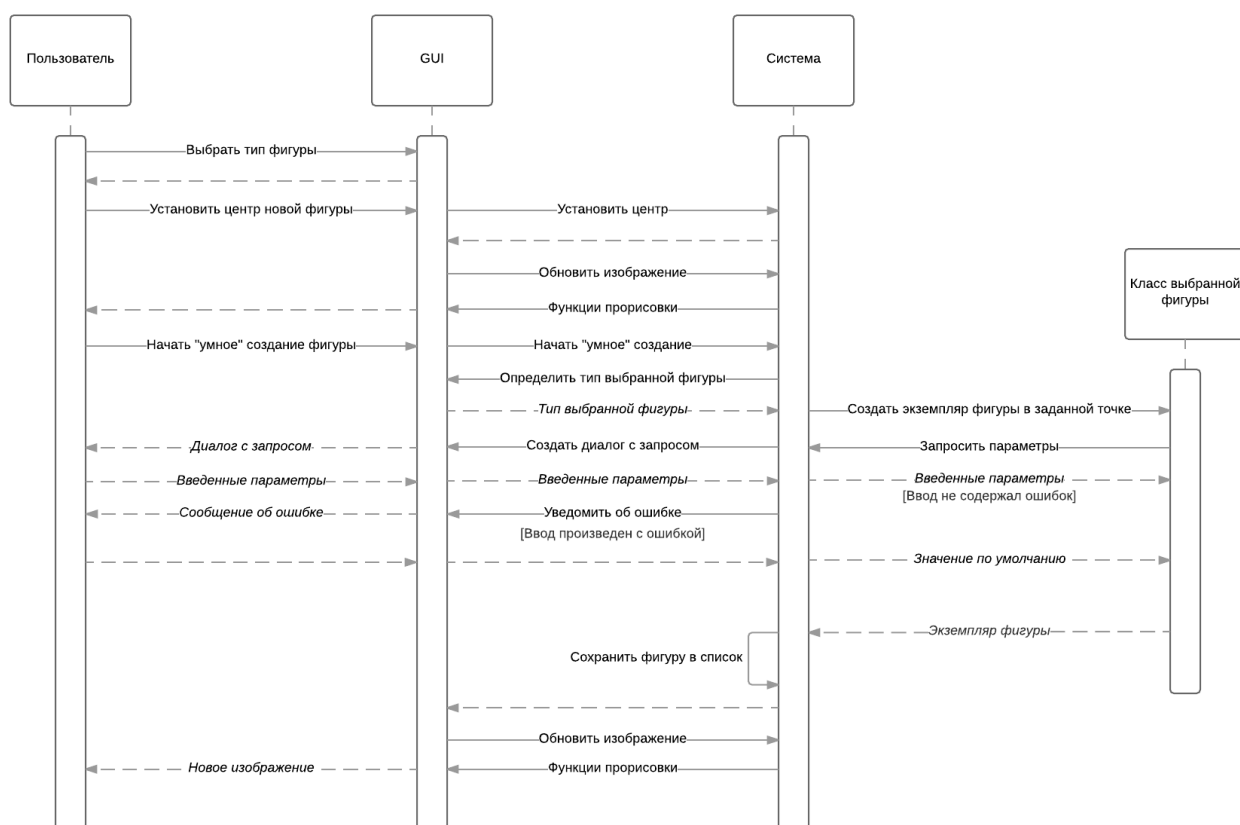 Пользователь
GUI
Система
Выбрать тип фигуры
Установить центр новой фигуры
Установить центр
Обновить изображение
Класс выбранной
фигуры
Функции прорисовки
Начать "умное" создание фигуры
Начать "умное" создание
Определить тип выбранной фигуры
Тип выбранной фигуры
Создать экземпляр фигуры в заданной точке
Диалог с запросом
Создать диалог с запросом
Запросить параметры
Введенные параметры
Введенные параметры
Введенные параметры
[Ввод не содержал ошибок]
Сообщение об ошибке
Уведомить об ошибке
[Ввод произведен с ошибкой]
Значение по умолчанию
Экземпляр фигуры
Сохранить фигуру в список
Обновить изображение
Новое изображение
Функции прорисовки